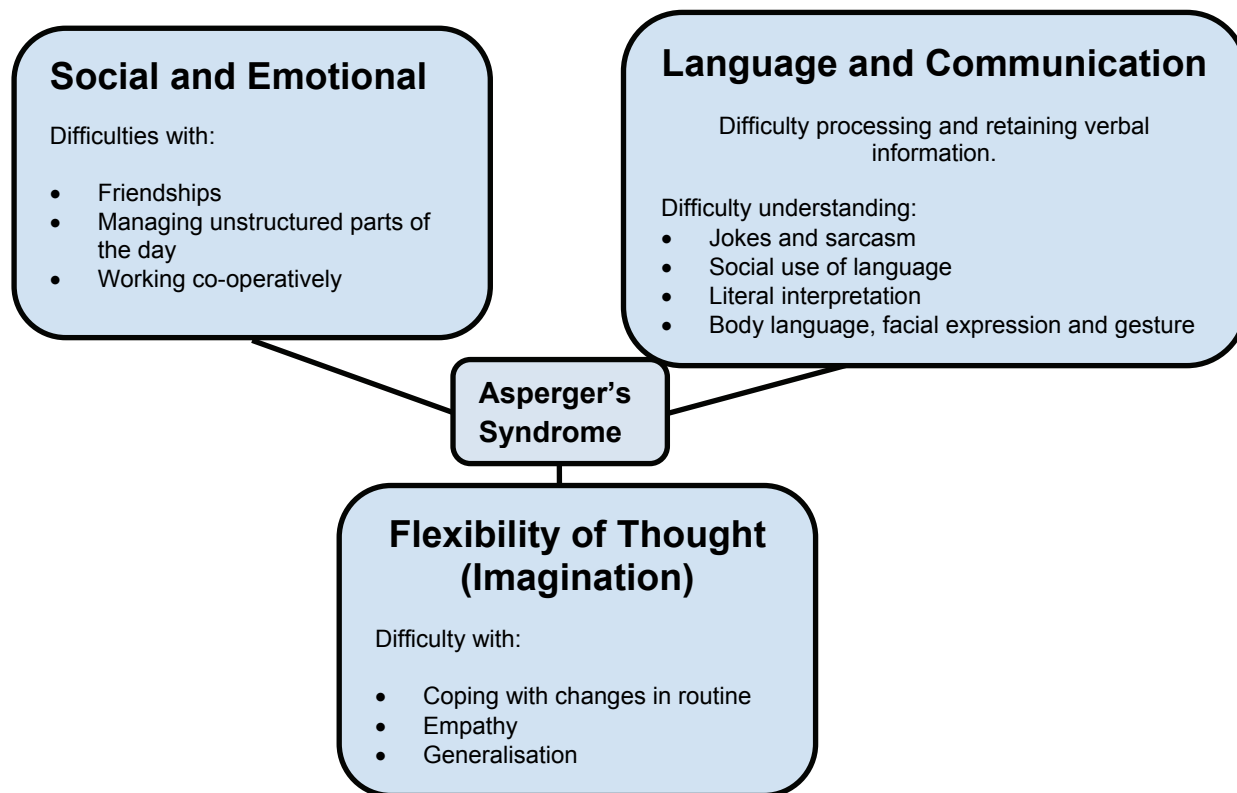 Social and Emotional
Difficulties with:
• Friendships
• Managing unstructured parts of
the day
• Working co-operatively
Language and Communication
Difficulty processing and retaining verbal
information.
Difficulty understanding:
• Jokes and sarcasm
• Social use of language
• Literal interpretation
• Body language, facial expression and gesture
Asperger’s
Syndrome
Flexibility of Thought
(Imagination)
Difficulty with:
• Coping with changes in routine
• Empathy
• Generalisation